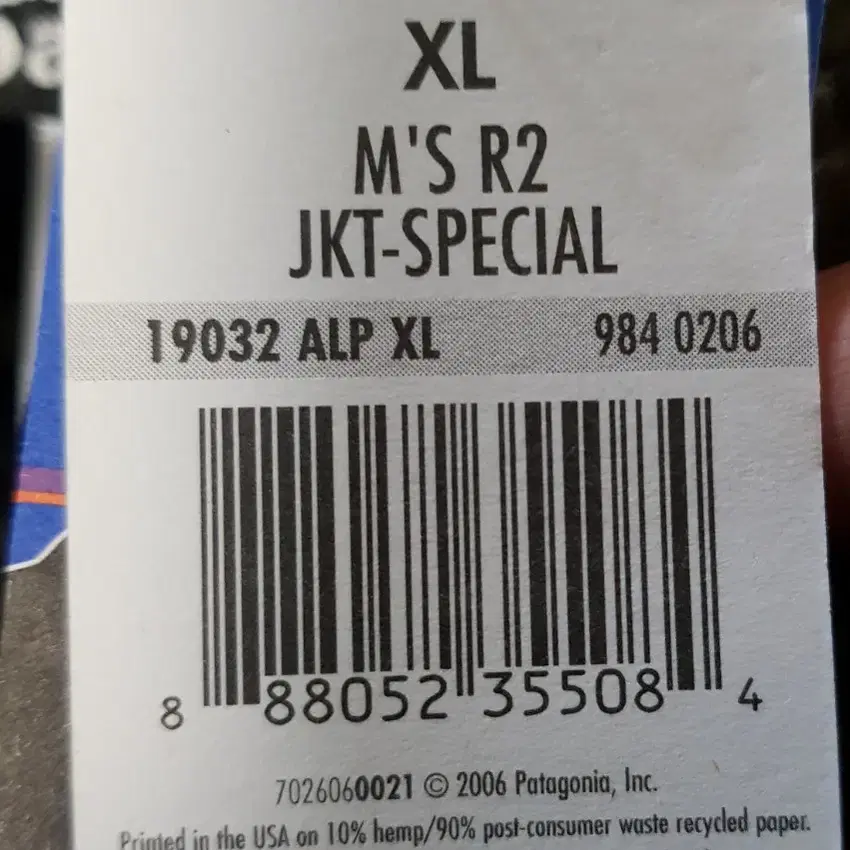 XL
M'S R2
JKT-SPECIAL
19032 ALP XL 984 0206
8 88052 35508 4
7026060021 © 2006 Patagonia, Inc.
Printed in the USA on 10% hemp/90% post-consumer waste recycled paper.